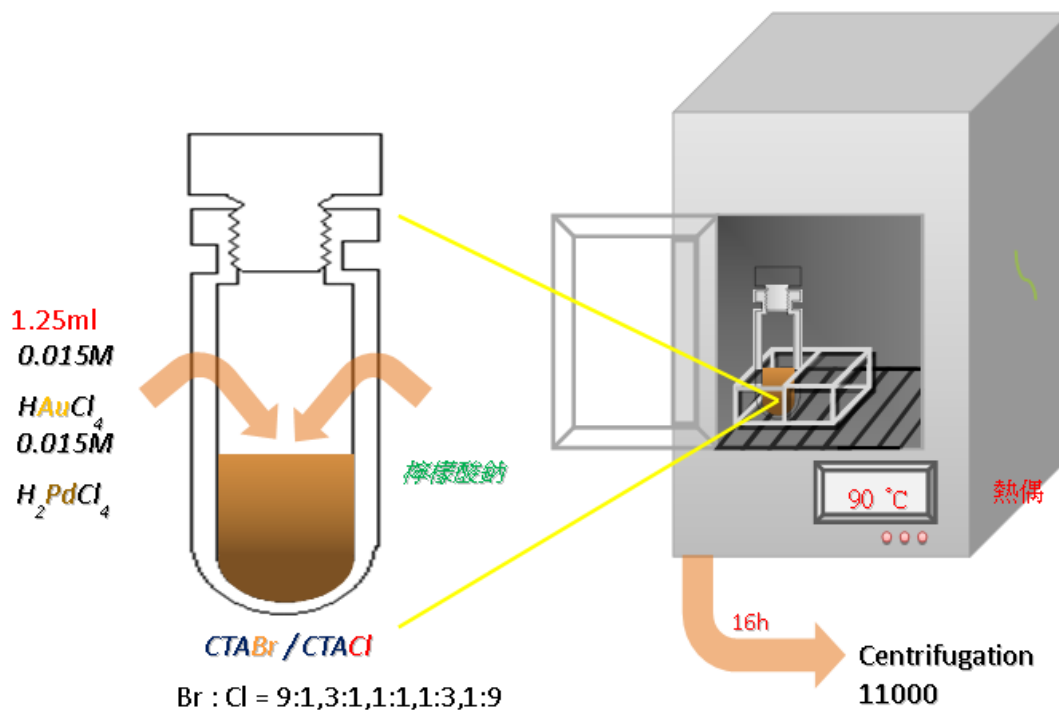 1.25ml
0.015M
HAuCl₄
0.015M
H₂PdCl₄
檸檬酸鈉
CTABr / CTACl
Br : Cl = 9:1,3:1,1:1,1:3,1:9
90 °C
熱偶
16h
Centrifugation
11000